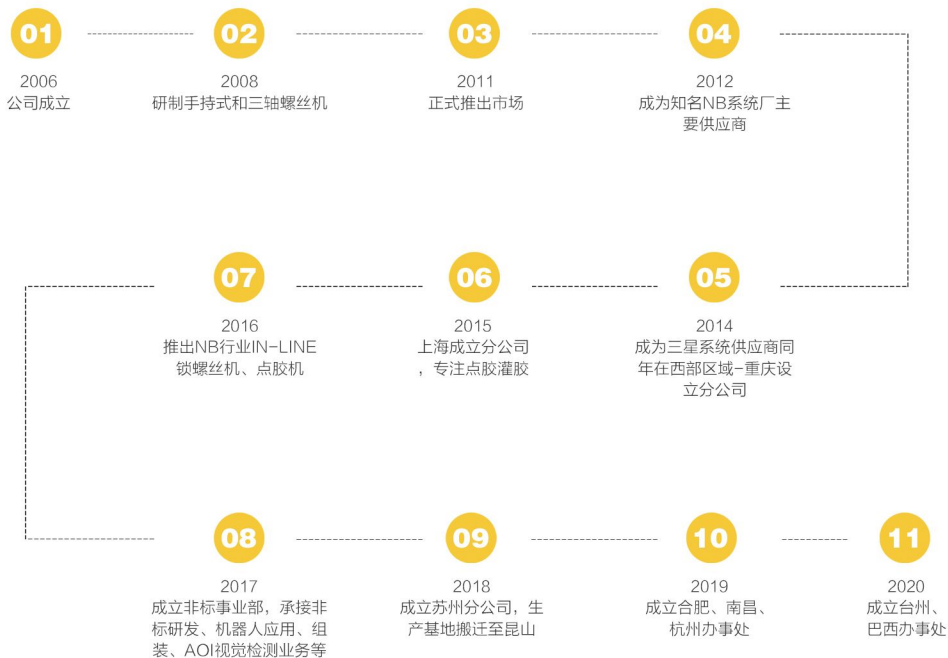 01
2006
公司成立
02
2008
研制手持式和三轴螺丝机
03
2011
正式推出市场
04
2012
成为知名NB系统厂主
要供应商
05
2014
成为三星系统供应商同
年在西部区域-重庆设
立分公司
06
2015
上海成立分公司
，专注点胶灌胶
07
2016
推出NB行业IN-LINE
锁螺丝机、点胶机
08
2017
成立非标事业部，承接非
标研发、机器人应用、组
装、AOI视觉检测业务等
09
2018
成立苏州分公司，生
产基地搬迁至昆山
10
2019
成立合肥、南昌、
杭州办事处
11
2020
成立台州、
巴西办事处